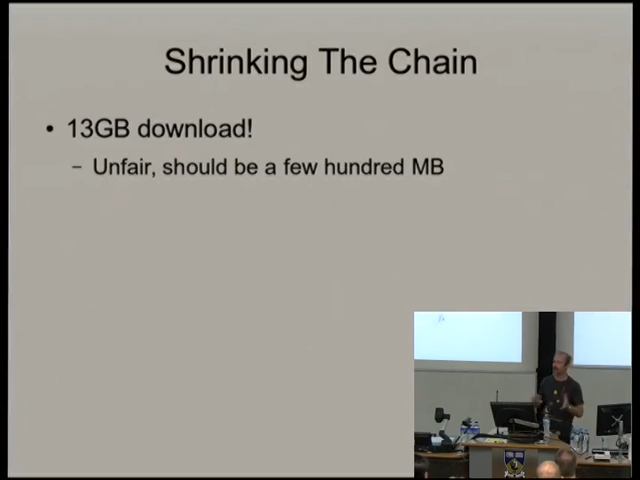 Shrinking The Chain
• 13GB download!
– Unfair, should be a few hundred MB